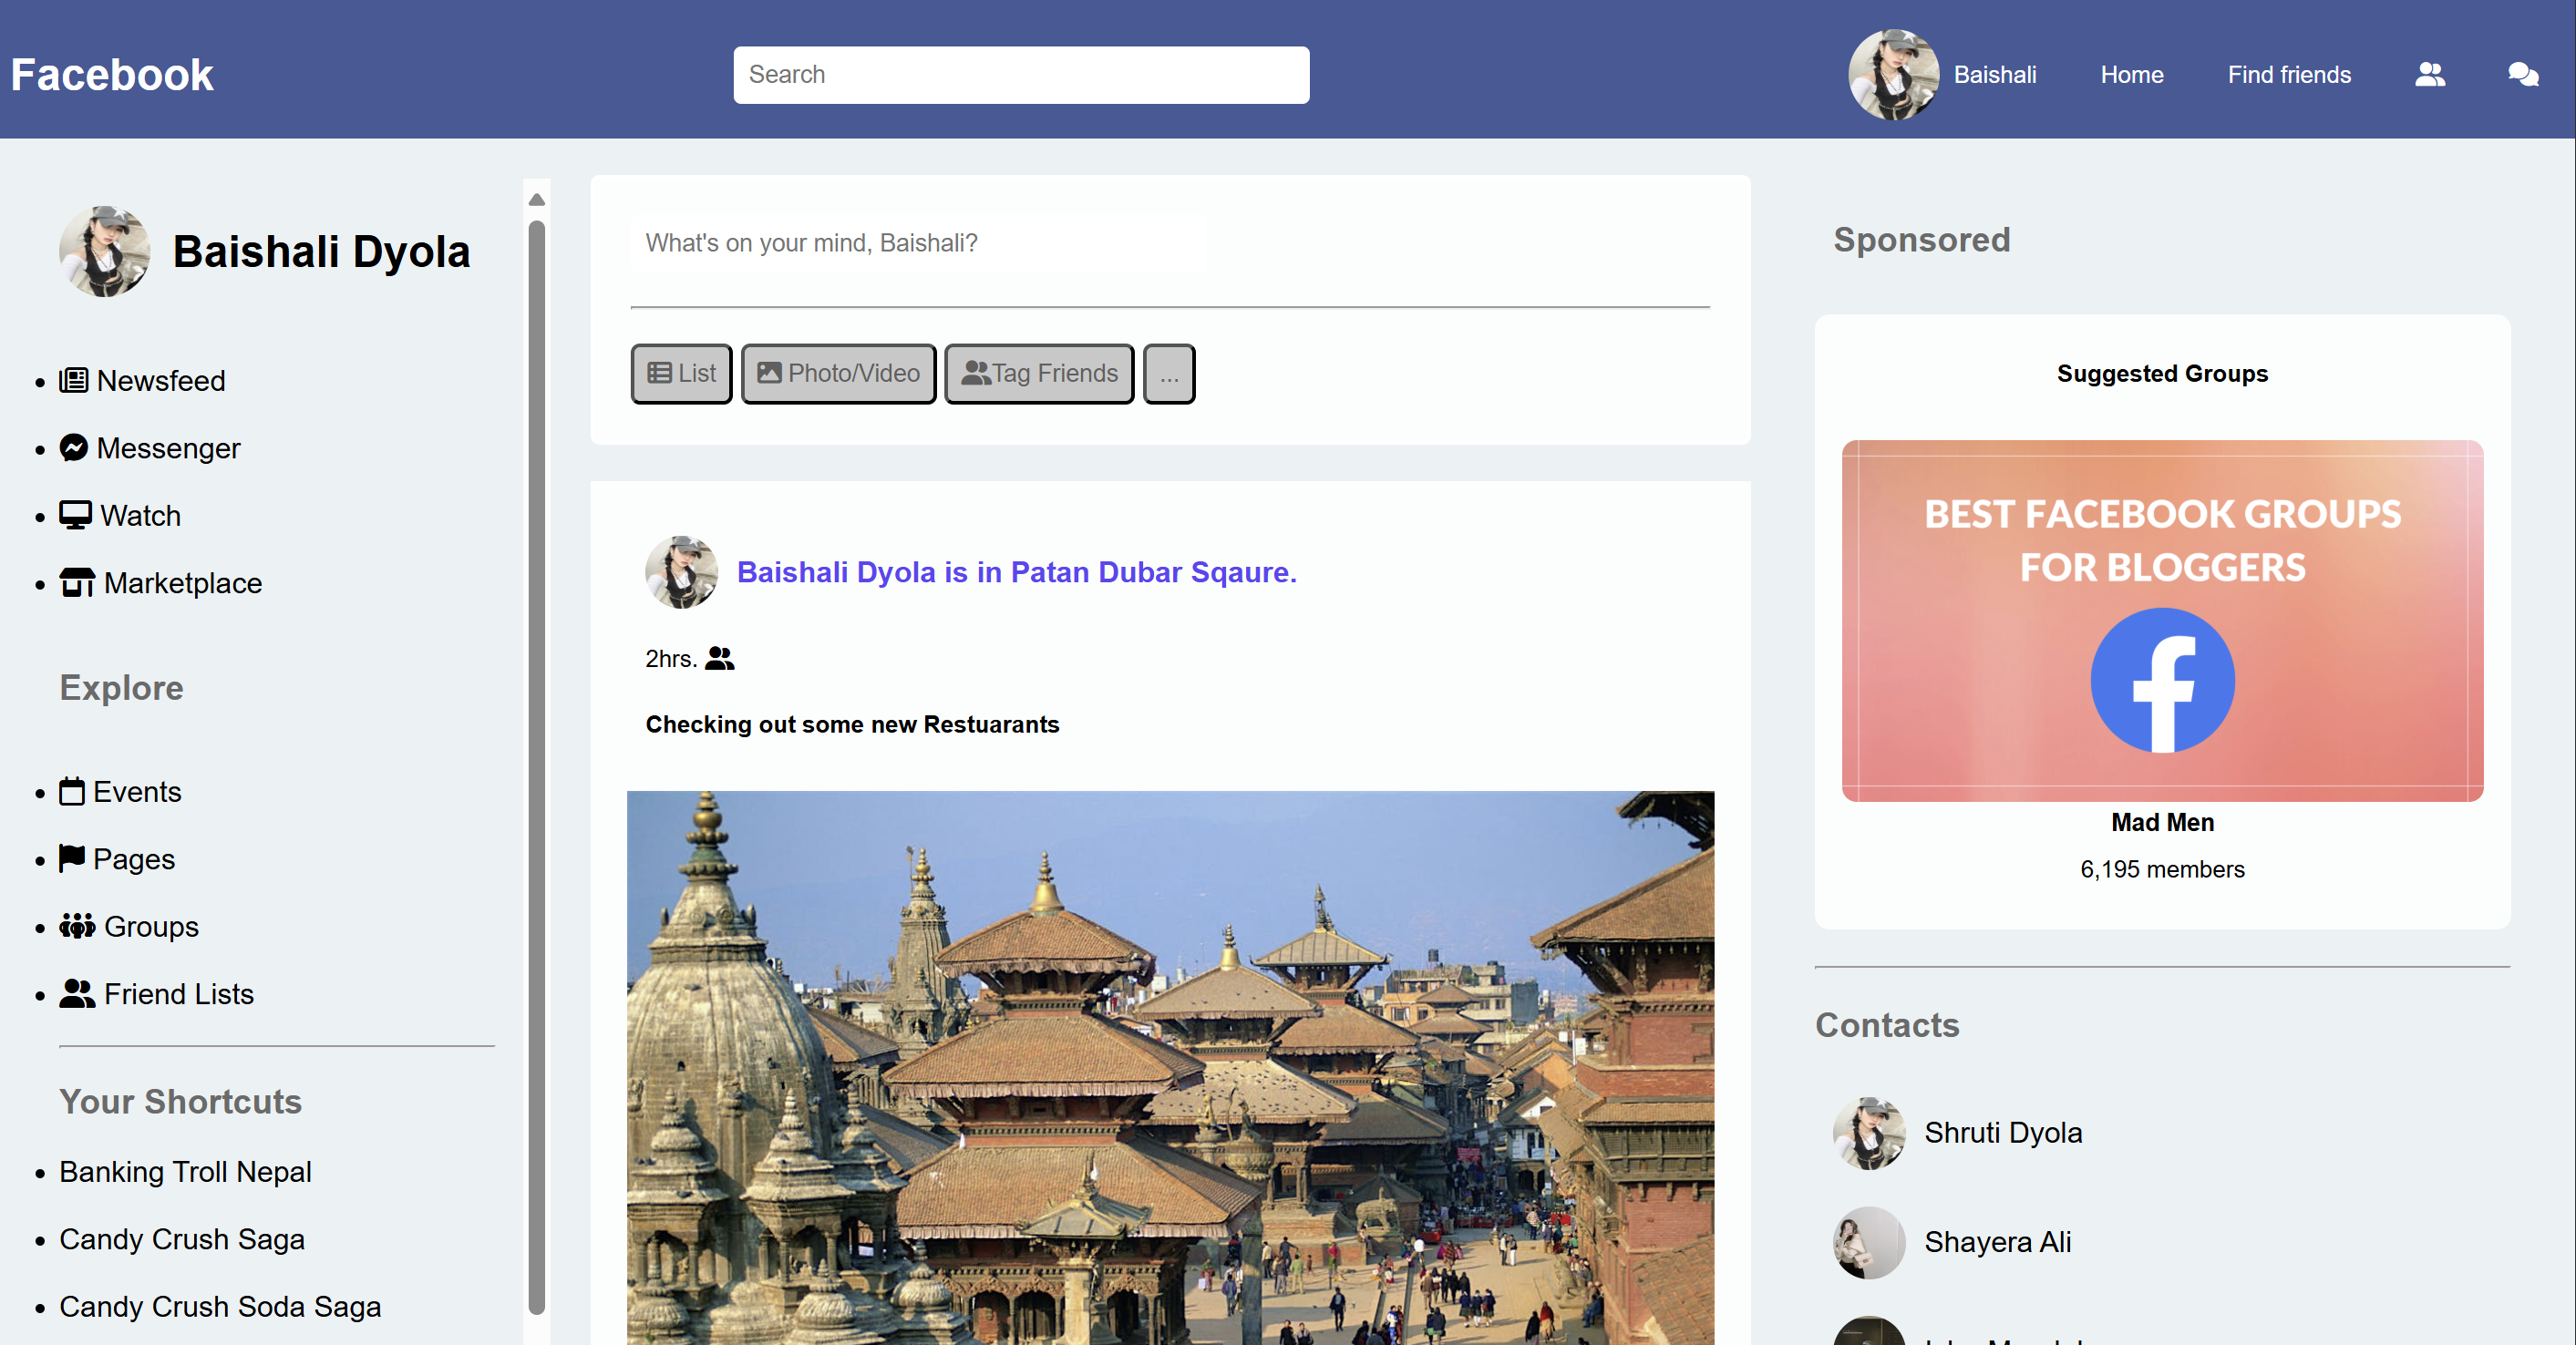 Facebook
Search
Baishali
Home
Find friends
Baishali Dyola
Newsfeed
Messenger
Watch
Marketplace
Explore
Events
Pages
Groups
Friend Lists
Your Shortcuts
Banking Troll Nepal
Candy Crush Saga
Candy Crush Soda Saga
What's on your mind, Baishali?
List
Photo/Video
Tag Friends
...
Baishali Dyola is in Patan Dubar Sqaure.
2hrs.
Checking out some new Restuarants
Sponsored
Suggested Groups
BEST FACEBOOK GROUPS
FOR BLOGGERS
Mad Men
6,195 members
Contacts
Shruti Dyola
Shayera Ali